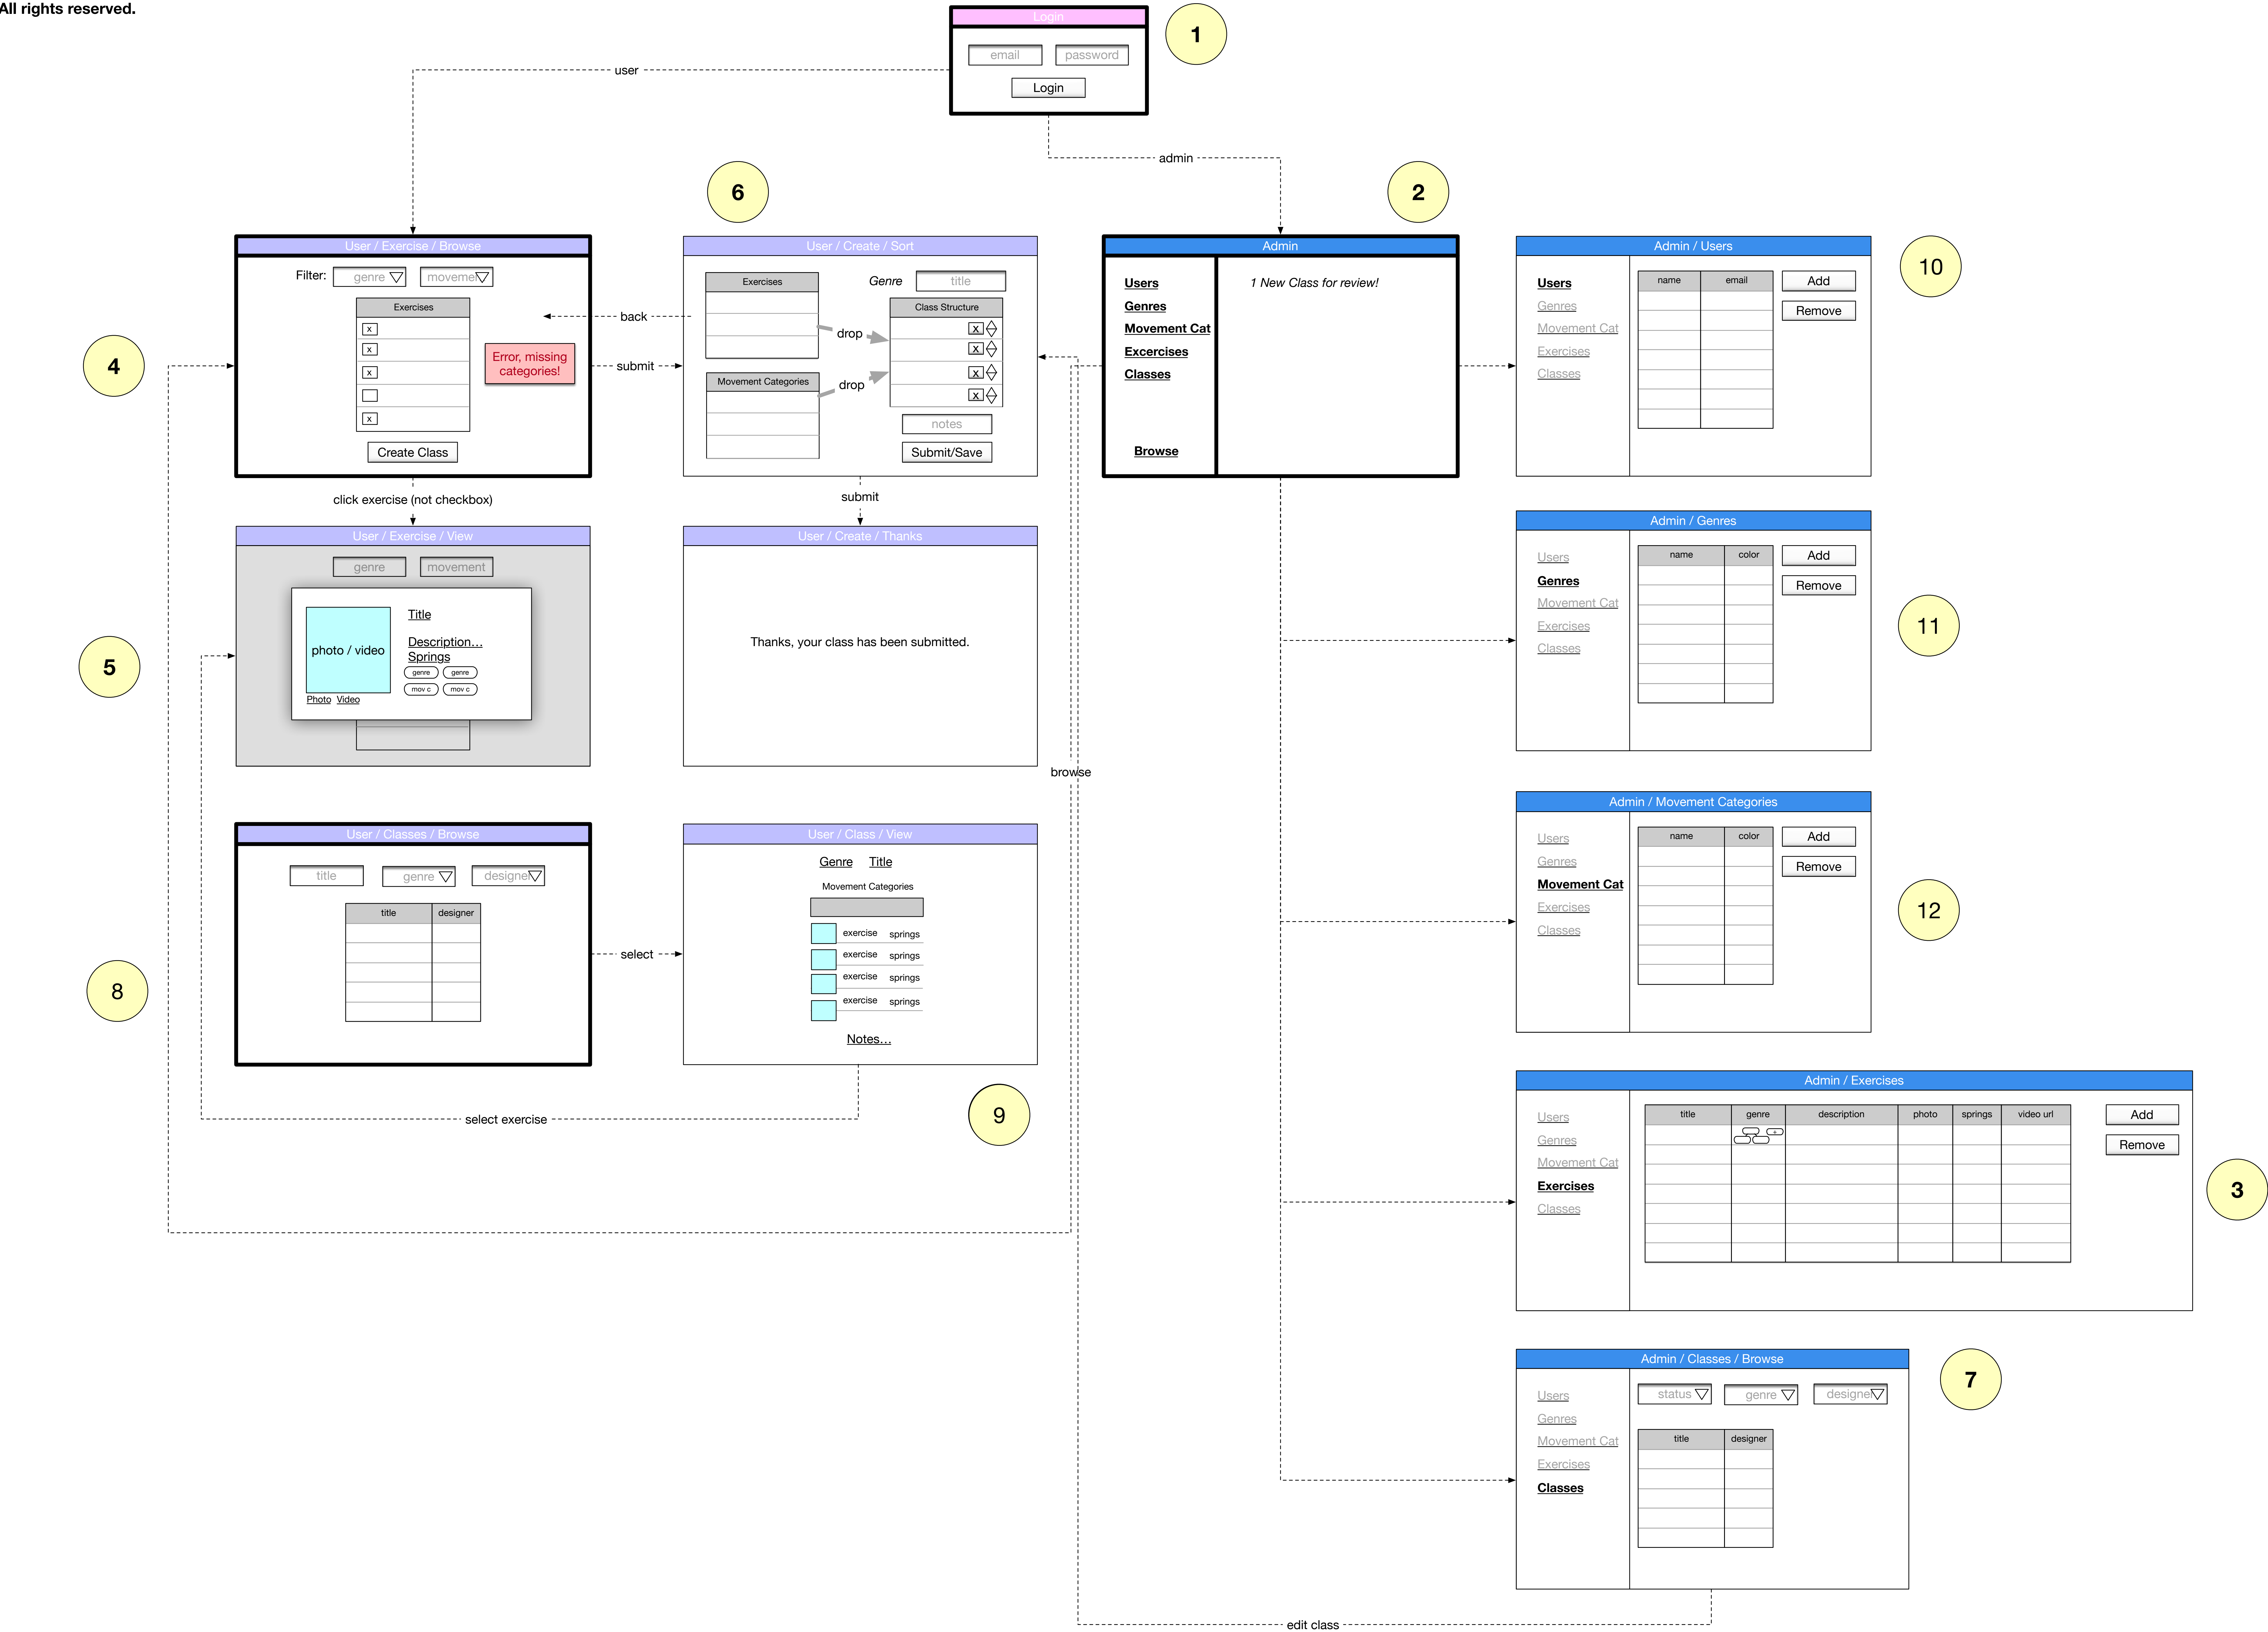 All rights reserved.
Login
email
password
Login
1
user
admin
6
2
User / Exercise / Browse
Filter:
genre
moveme
Exercises
x
x
x
x
Error, missing
categories!
Create Class
4
back
submit
User / Create / Sort
Exercises
Genre
title
Class Structure
drop
x
x
x
x
Movement Categories
drop
notes
Submit/Save
Admin
Users
Genres
Movement Cat
Excercises
Classes
Browse
1 New Class for review!
Admin / Users
Users
Genres
Movement Cat
Exercises
Classes
name
email
Add
Remove
10
click exercise (not checkbox)
submit
User / Exercise / View
genre
movement
photo / video
Title
Description...
Springs
genre
genre
mov c
mov c
Photo
Video
5
User / Create / Thanks
Thanks, your class has been submitted.
Admin / Genres
Users
Genres
Movement Cat
Exercises
Classes
name
color
Add
Remove
11
browse
User / Classes / Browse
title
genre
designer
title
designer
8
select
User / Class / View
Genre
Title
Movement Categories
exercise
springs
exercise
springs
exercise
springs
exercise
springs
Notes...
9
select exercise
Admin / Movement Categories
Users
Genres
Movement Cat
Exercises
Classes
name
color
Add
Remove
12
Admin / Exercises
Users
Genres
Movement Cat
Exercises
Classes
title
genre
description
photo
springs
video url
+
Add
Remove
3
Admin / Classes / Browse
Users
Genres
Movement Cat
Exercises
Classes
status
genre
designer
title
designer
7
edit class